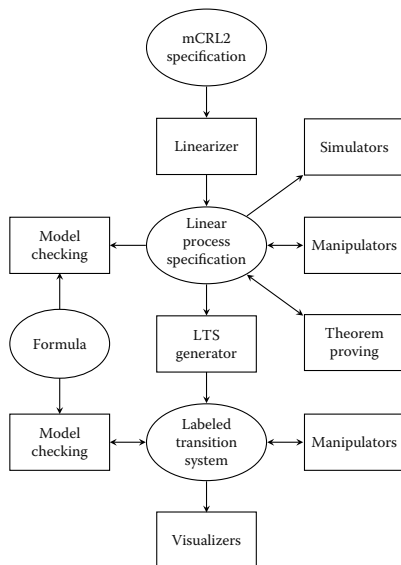 mCRL2
specification
Linearizer
Simulators
Model
checking
Linear
process
specification
Manipulators
Formula
LTS
generator
Theorem
proving
Model
checking
Labeled
transition
system
Manipulators
Visualizers